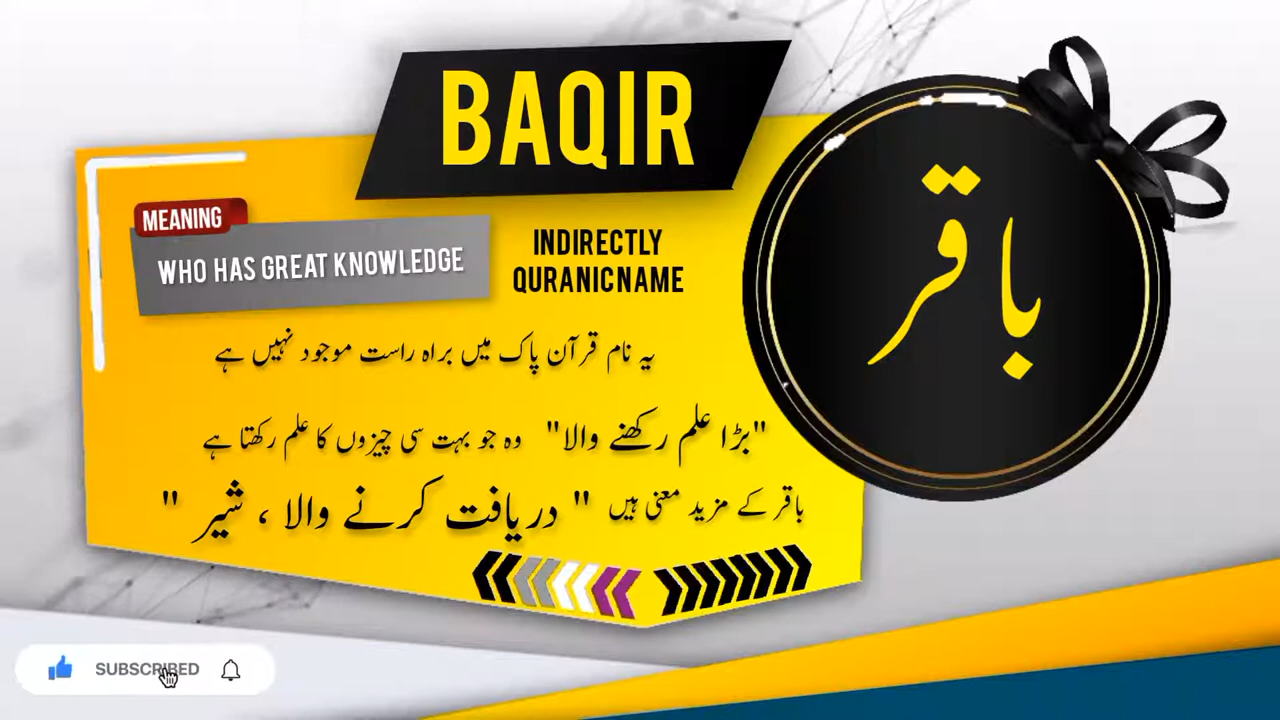 BAQIR
باقر
MEANING
WHO HAS GREAT KNOWLEDGE
INDIRECTLY
QURANIC NAME
یہ نام قرآن پاک میں براہ راست موجود نہیں ہے
"بڑا علم رکھنے والا" وہ جو بہت سی چیزوں کا علم رکھتا ہے
باقر کے مزید معنی ہیں " دریافت کرنے والا ، شیر "
SUBSCRIBED